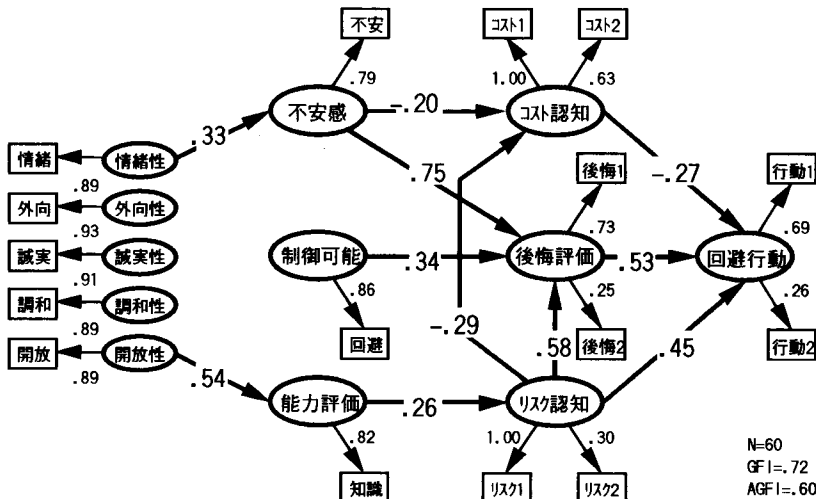 不安
コスト1
コスト2
.79
1.00
.63
不安感
-.20
コスト認知
.33
情緒
情緒性
.89
.75
後悔1
-.27
行動1
外向
外向性
.93
.73
.69
誠実
誠実性
制御可能
.34
後悔評価
.53
回避行動
.91
.86
.25
.26
調和
調和性
.89
回避
-.29
.58
後悔2
.45
行動2
開放
開放性
.89
.54
能力評価
.26
リスク認知
.82
1.00
.30
知識
リスク1
リスク2
N=60
GFI=.72
AGFI=.60